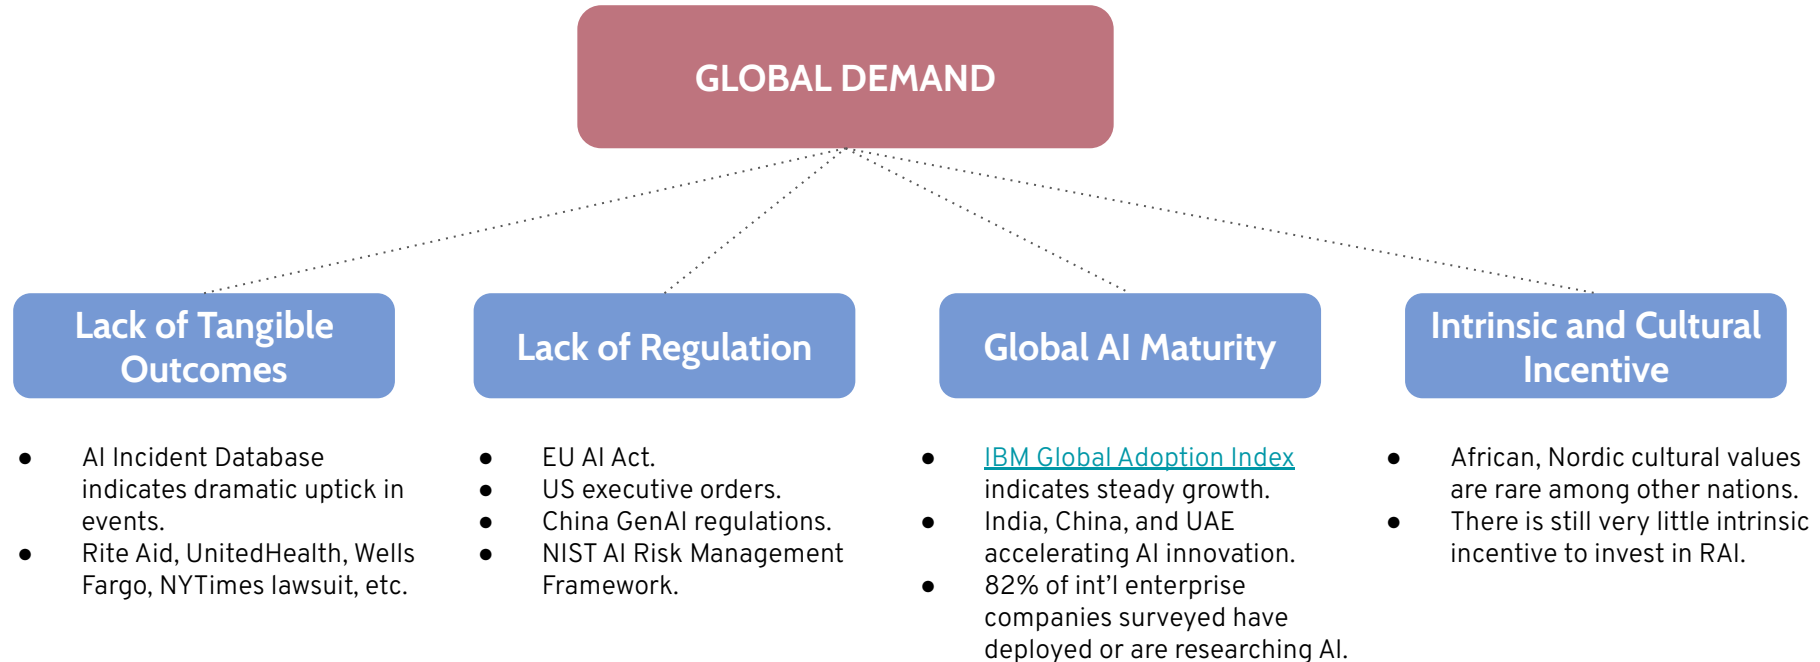 GLOBAL DEMAND
Lack of Tangible
Outcomes
● AI Incident Database
indicates dramatic uptick in
events.
● Rite Aid, UnitedHealth, Wells
Fargo, NYTimes lawsuit, etc.
Lack of Regulation
● EU AI Act.
● US executive orders.
● China GenAI regulations.
● NIST AI Risk Management
Framework.
Global AI Maturity
● IBM Global Adoption Index
indicates steady growth.
● India, China, and UAE
accelerating AI innovation.
● 82% of int'l enterprise
companies surveyed have
deployed or are researching AI.
Intrinsic and Cultural
Incentive
● African, Nordic cultural values
are rare among other nations.
● There is still very little intrinsic
incentive to invest in RAI.